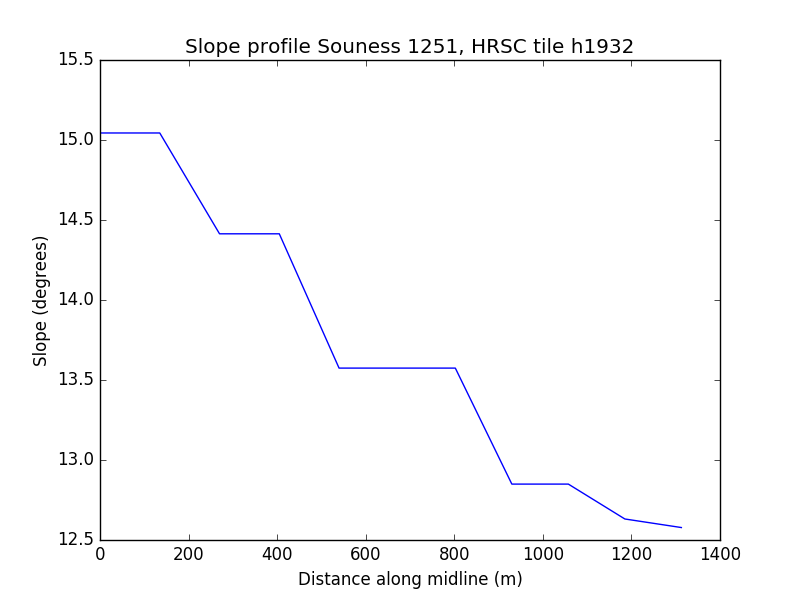 Slope profile Souness 1251, HRSC tile h1932
15.5
15.0
14.5
14.0
13.5
13.0
12.5
Slope (degrees)
0 200 400 600 800 1000 1200 1400
Distance along midline (m)